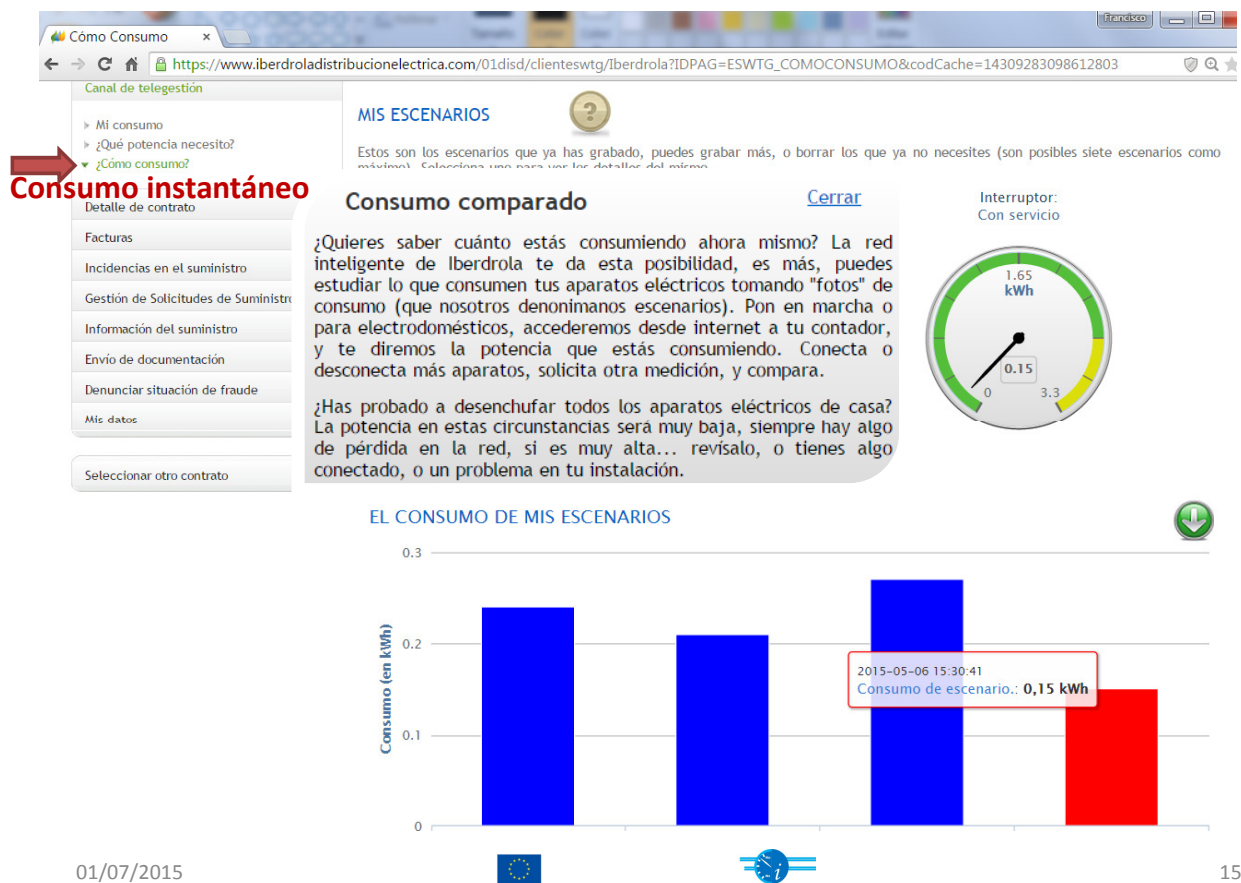 Francisco
Cómo Consumo ×
https://www.iberdroladistribucionelectrica.com/01disd/clienteswtg/Iberdrola?IDPAG=ESWTG_COMOCONSUMO&codCache=14309283098612803
Canal de telegestión
Mi consumo
¿Qué potencia necesito?
¿Cómo consumo?
Consumo instantáneo
Detalle de contrato
Facturas
Incidencias en el suministro
Gestión de Solicitudes de Suministro
Información del suministro
Envío de documentación
Denunciar situación de fraude
Mis datos
Seleccionar otro contrato
MIS ESCENARIOS
?
Estos son los escenarios que ya has grabado, puedes grabar más, o borrar los que ya no necesites (son posibles siete escenarios como
máximo). Selecciona uno para ver los detalles del mismo
Consumo comparado
Cerrar
¿Quieres saber cuánto estás consumiendo ahora mismo? La red
inteligente de Iberdrola te da esta posibilidad, es más, puedes
estudiar lo que consumen tus aparatos eléctricos tomando "fotos" de
consumo (que nosotros denonimanos escenarios). Pon en marcha o
para electrodomésticos, accederemos desde internet a tu contador,
y te diremos la potencia que estás consumiendo. Conecta o
desconecta más aparatos, solicita otra medición, y compara.
¿Has probado a desenchufar todos los aparatos eléctricos de casa?
La potencia en estas circunstancias será muy baja, siempre hay algo
de pérdida en la red, si es muy alta... revísalo, o tienes algo
conectado, o un problema en tu instalación.
Interruptor:
Con servicio
1.65
kWh
0.15
0
3.3
EL CONSUMO DE MIS ESCENARIOS
Consumo (en kWh)
0.3
0.2
0.1
0
2015-05-06 15:30:41
Consumo de escenario.: 0,15 kWh
01/07/2015
i
15